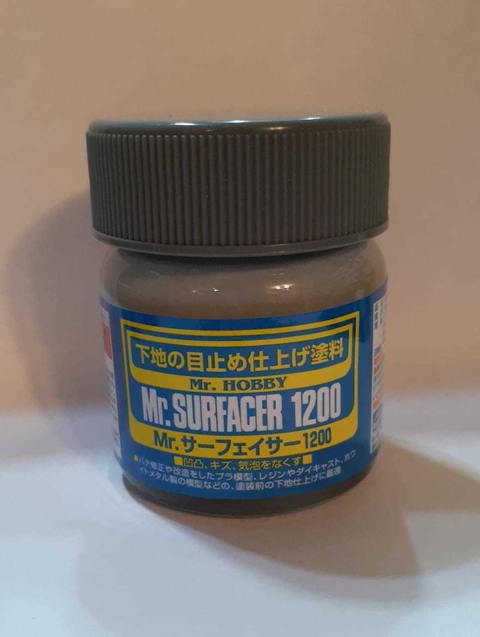 下地の目止め仕上げ塗料
Mr. HOBBY
Mr. SURFACER 1200
Mr.サーフェイサー1200
■凹凸、キズ、気泡をなくす■
●パテ修正や改造をしたプラ模型、レジンやダイキャスト、ホワ
イトメタル製の模型などの、塗装前の下地仕上げに最適